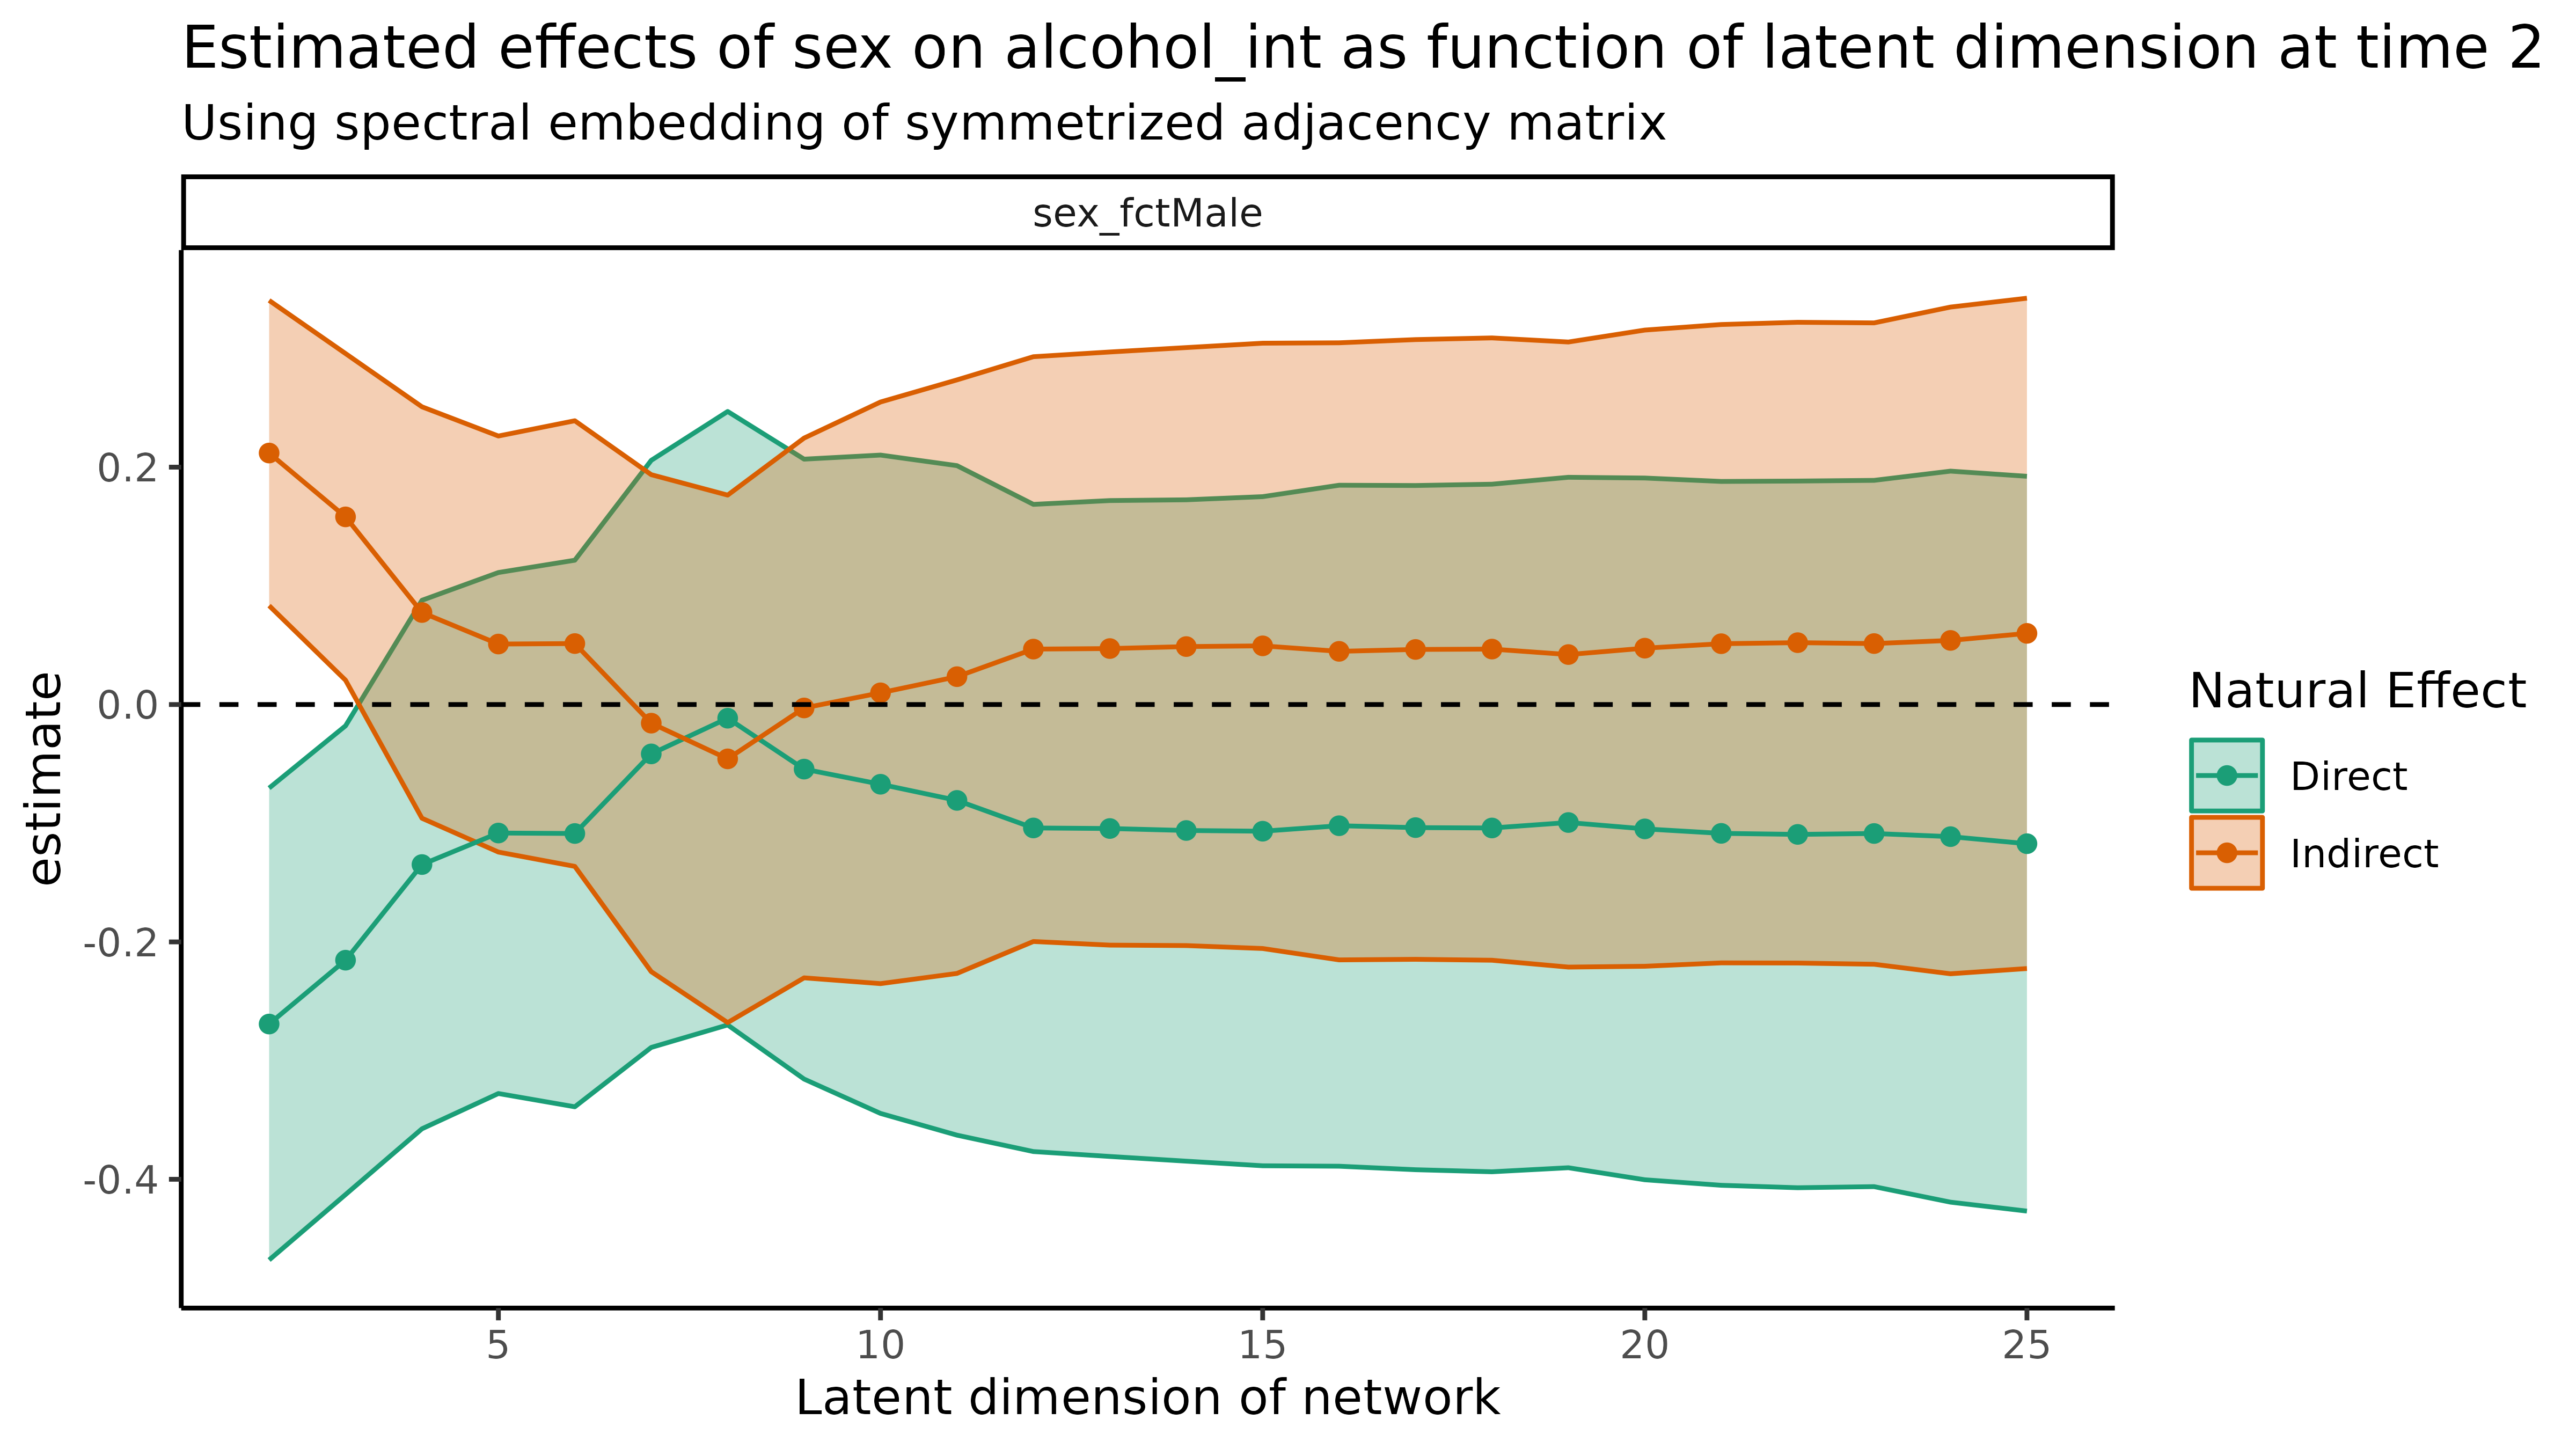 Estimated effects of sex on alcohol_int as function of latent dimension at time 2
Using spectral embedding of symmetrized adjacency matrix
sex_fctMale
estimate
0.2
0.0
-0.2
-0.4
5
10
15
20
25
Latent dimension of network
Natural Effect
Direct
Indirect